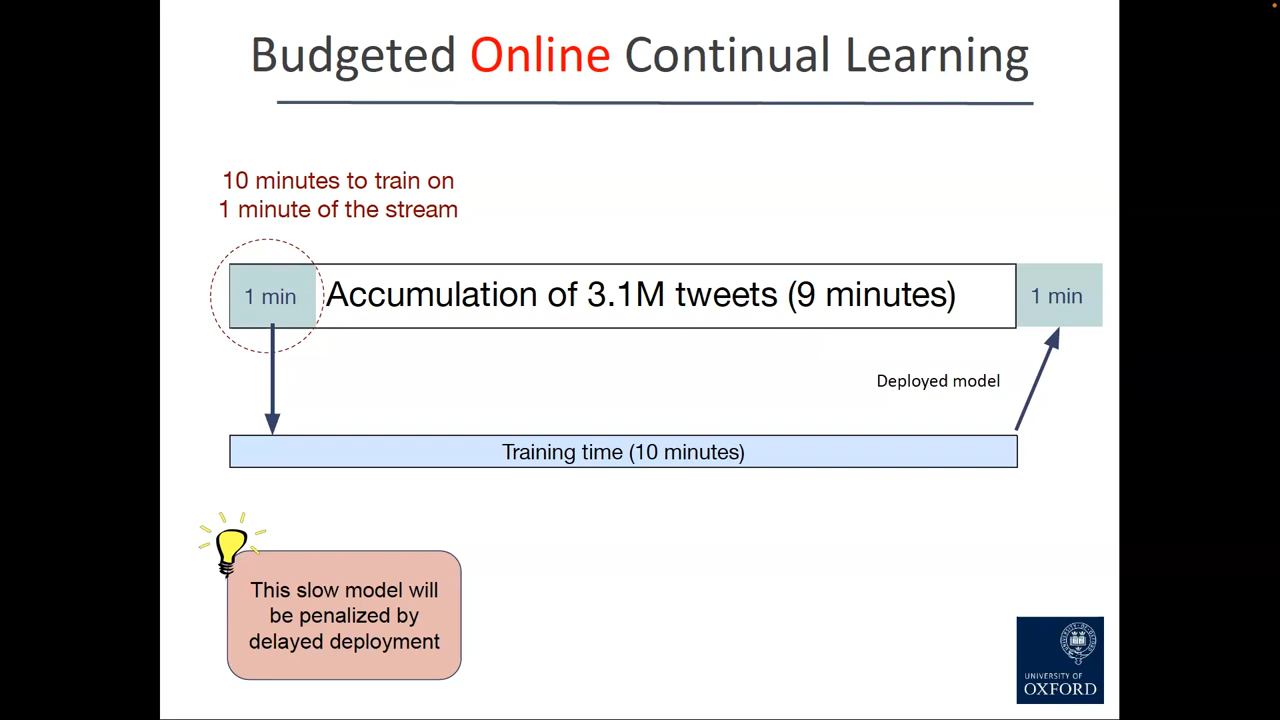 Budgeted Online Continual Learning
10 minutes to train on
1 minute of the stream
1 min
Accumulation of 3.1M tweets (9 minutes)
1 min
Deployed model
Training time (10 minutes)
This slow model will
be penalized by
delayed deployment
UNIVERSITY OF
OXFORD